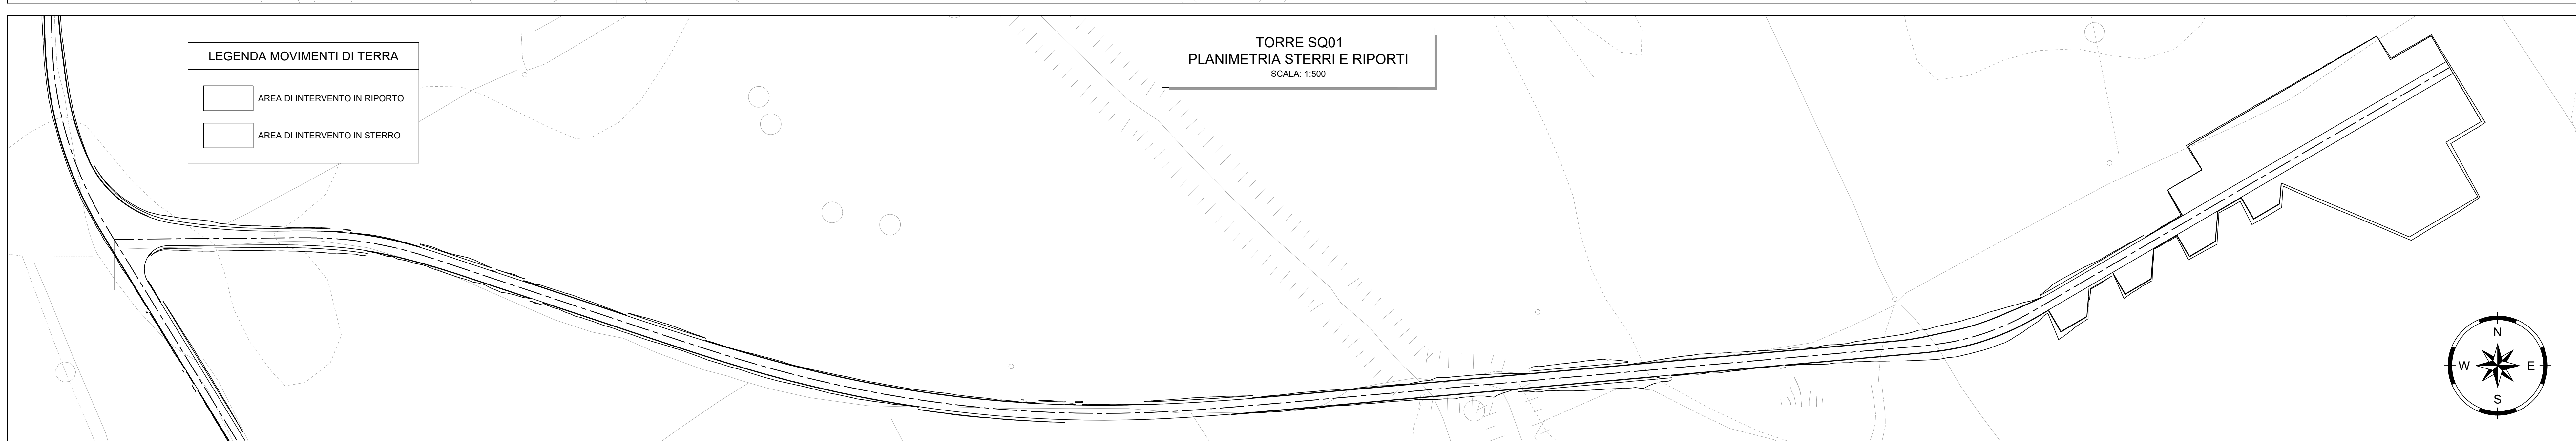 LEGENDA MOVIMENTI DI TERRA
AREA DI INTERVENTO IN RIPORTO
AREA DI INTERVENTO IN STERRO
TORRE SQ01
PLANIMETRIA STERRI E RIPORTI
SCALA: 1:500
N
W E
S